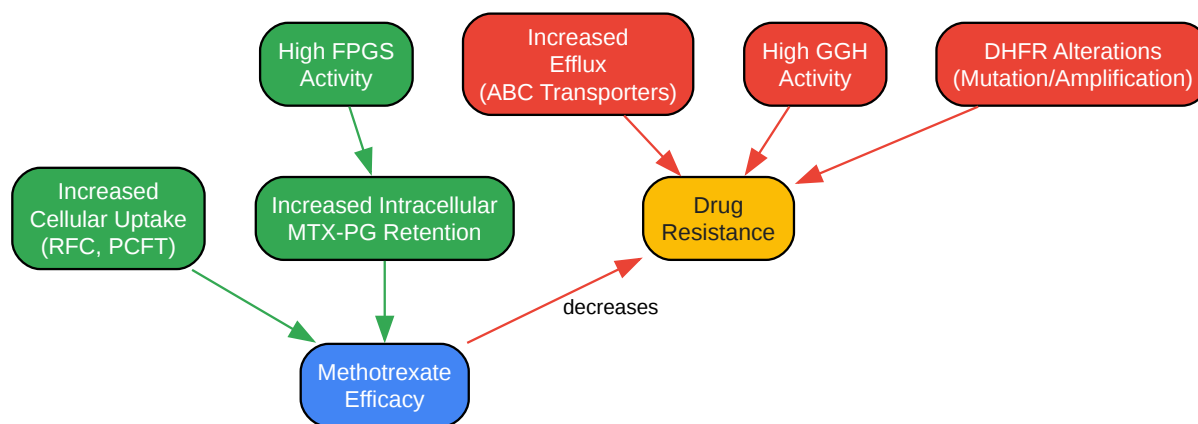 High FPGS
Activity
Increased
Efflux
(ABC Transporters)
High GGH
Activity
DHFR Alterations
(Mutation/Amplification)
Increased
Cellular Uptake
(RFC, PCFT)
Increased Intracellular
MTX-PG Retention
Drug
Resistance
decreases
Methotrexate
Efficacy